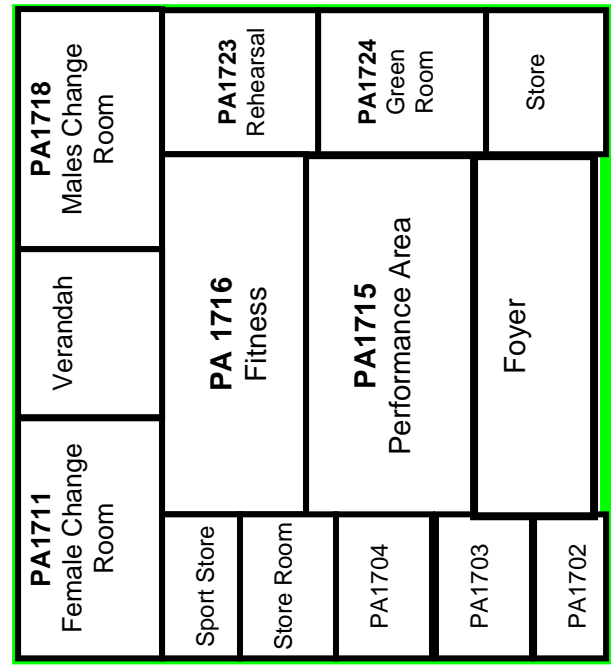 PA1711
Female Change
Room
Verandah
PA1718
Males Change
Room
Sport Store
Store Room
PA1704
PA1703
PA1702
PA 1716
Fitness
PA1715
Performance Area
Foyer
PA1723
Rehearsal
PA1724
Green
Room
Store